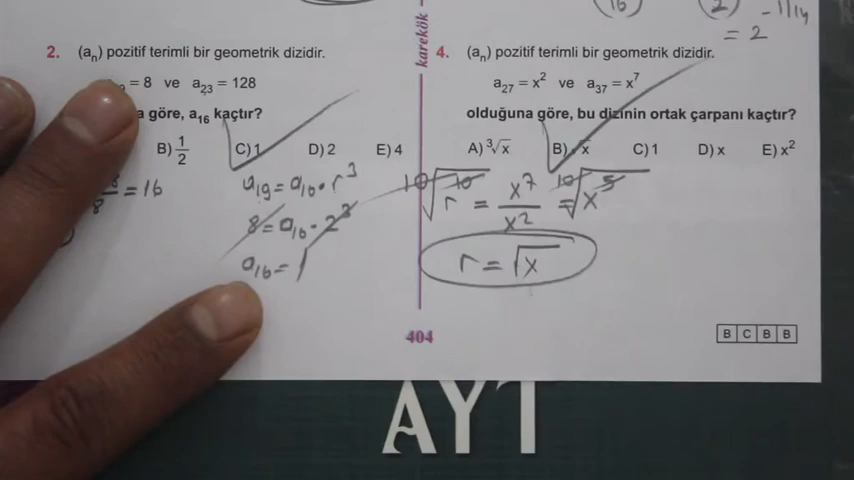 2. (aₙ) pozitif terimli bir geometrik dizidir.
= 8 ve a₂₃ = 128
göre, a₁₆ kaçtır?
B) 1/2 C) 1 D) 2 E) 4
= 16
a₁₉ = a₁₆ · r³
8 = a₁₆ · 2³
a₁₆ = 1
karekök
16
2
= 2
4. (aₙ) pozitif terimli bir geometrik dizidir.
a₂₇ = x² ve a₃₇ = x⁷
olduğuna göre, bu dizinin ortak çarpanı kaçtır?
A) ∛x B) √x C) 1 D) x E) x²
¹⁰√r¹⁰ = x⁷/x² = ¹⁰√x⁵
r = √x
404
B C B B
AYT